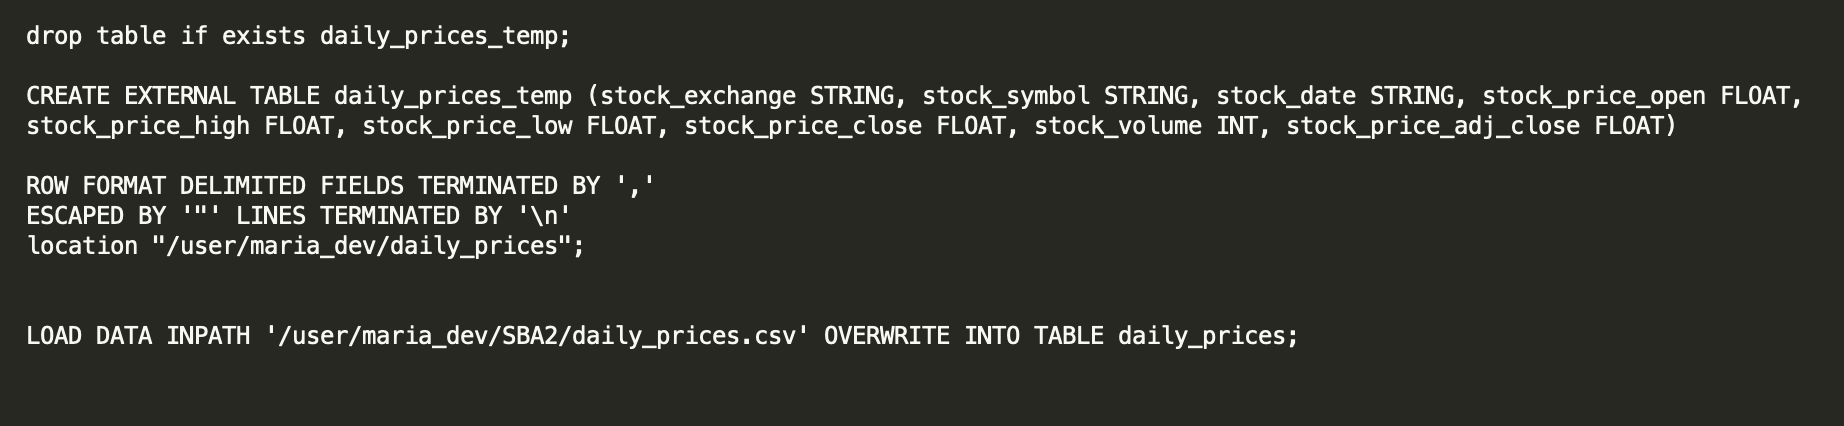 drop table if exists daily_prices_temp;
CREATE EXTERNAL TABLE daily_prices_temp (stock_exchange STRING, stock_symbol STRING, stock_date STRING, stock_price_open FLOAT,
stock_price_high FLOAT, stock_price_low FLOAT, stock_price_close FLOAT, stock_volume INT, stock_price_adj_close FLOAT)
ROW FORMAT DELIMITED FIELDS TERMINATED BY ','
ESCAPED BY '"' LINES TERMINATED BY '\n'
location "/user/maria_dev/daily_prices";
LOAD DATA INPATH '/user/maria_dev/SBA2/daily_prices.csv' OVERWRITE INTO TABLE daily_prices;